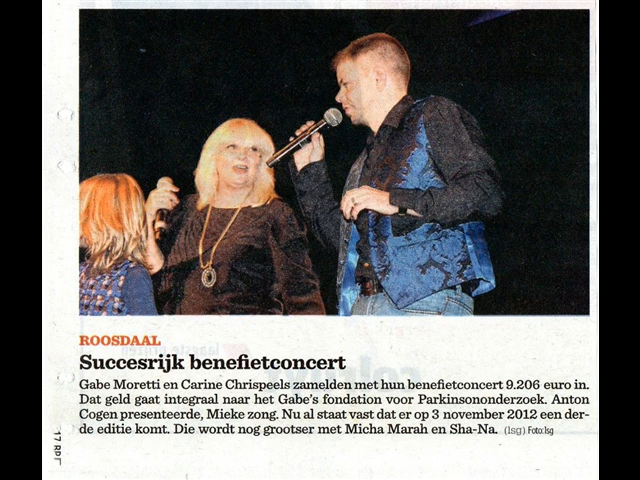 ROOSDAAL
Succesrijk benefietconcert
Gabe Moretti en Carine Chrispeels zamelden met hun benefietconcert 9.206 euro in.
Dat geld gaat integraal naar het Gabe's fondation voor Parkinsononderzoek. Anton
Cogen presenteerde, Mieke zong. Nu al staat vast dat er op 3 november 2012 een der-
de editie komt. Die wordt nog grootser met Micha Marah en Sha-Na. (lsg) Foto: lsg